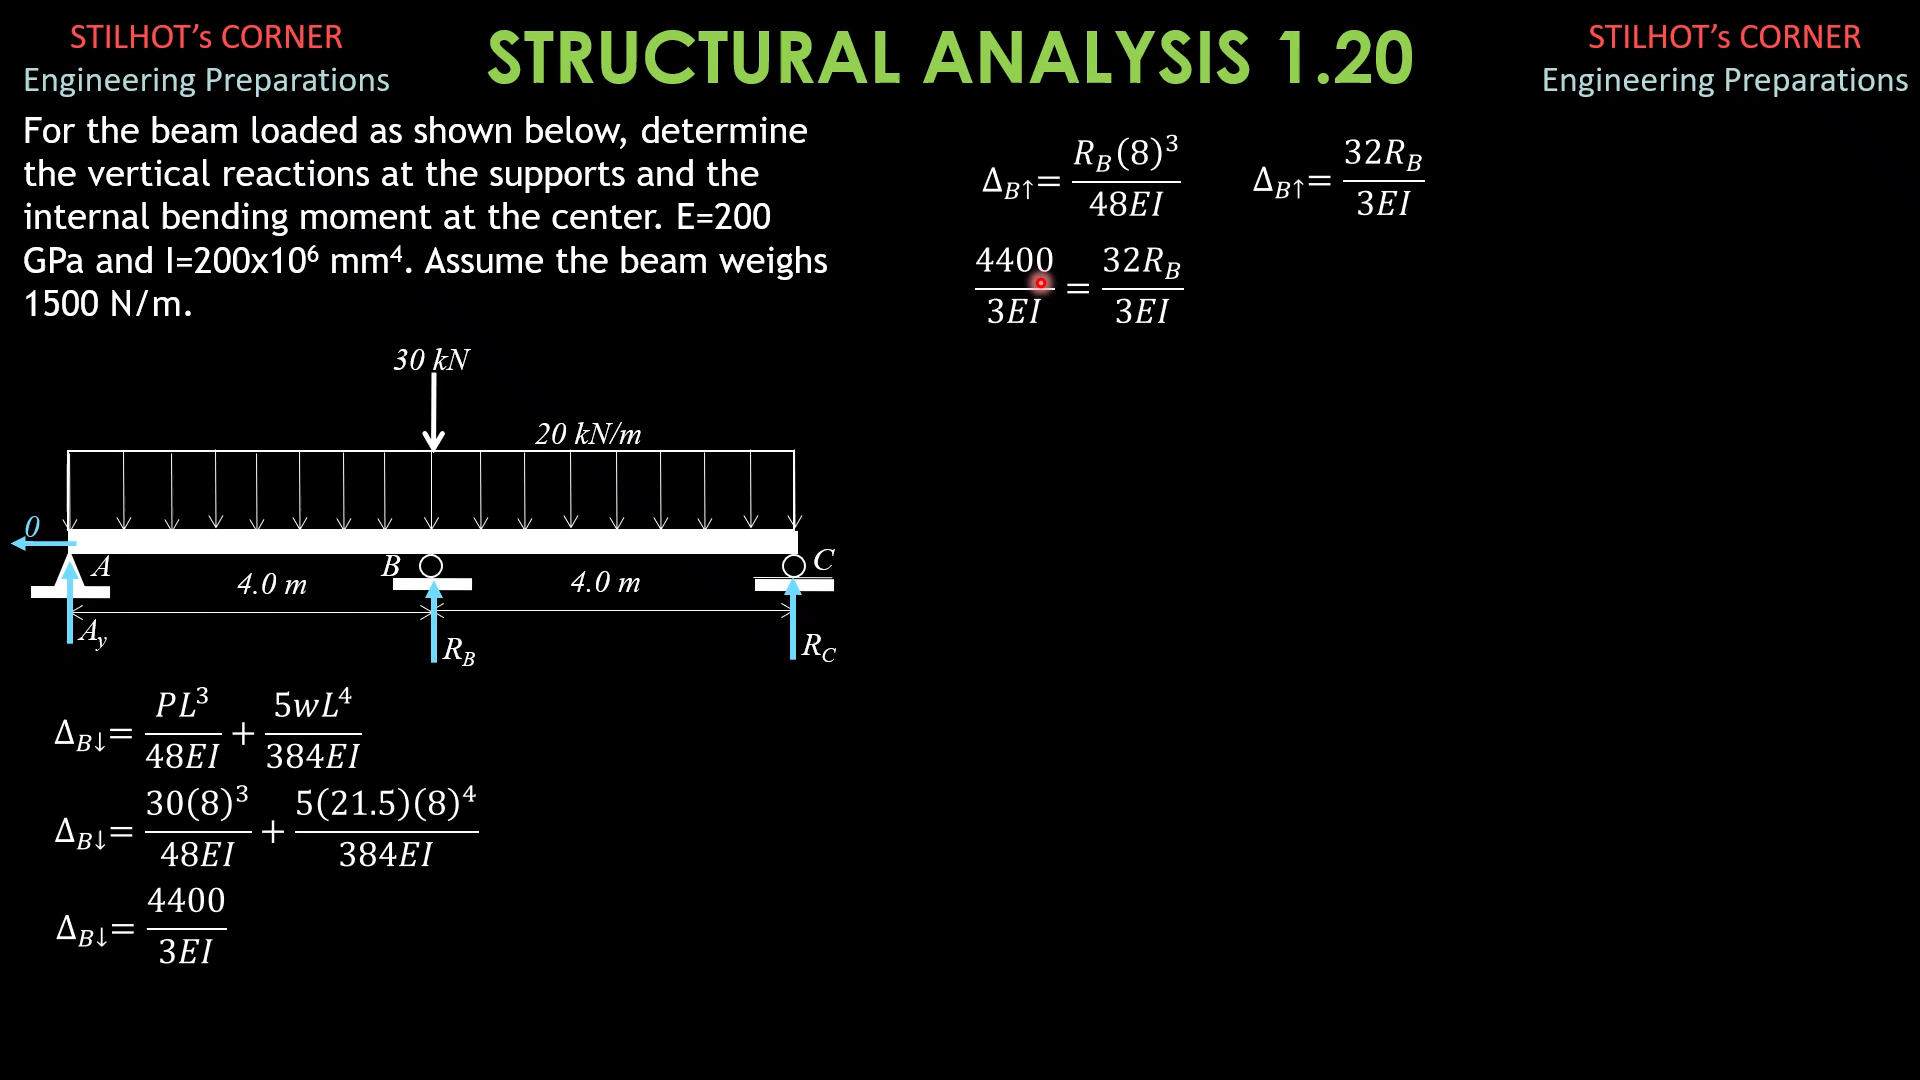 STILHOT’s CORNER
Engineering Preparations
STRUCTURAL ANALYSIS 1.20
STILHOT’s CORNER
Engineering Preparations
For the beam loaded as shown below, determine
the vertical reactions at the supports and the
internal bending moment at the center. E=200
GPa and I=200x10⁶ mm⁴. Assume the beam weighs
1500 N/m.
30 kN
20 kN/m
0
A
B
C
4.0 m
4.0 m
A_y
R_B
R_C
Δ_B↓ = PL³/48EI + 5wL⁴/384EI
Δ_B↓ = 30(8)³/48EI + 5(21.5)(8)⁴/384EI
Δ_B↓ = 4400/3EI
Δ_B↑ = R_B(8)³/48EI
Δ_B↑ = 32R_B/3EI
4400/3EI = 32R_B/3EI